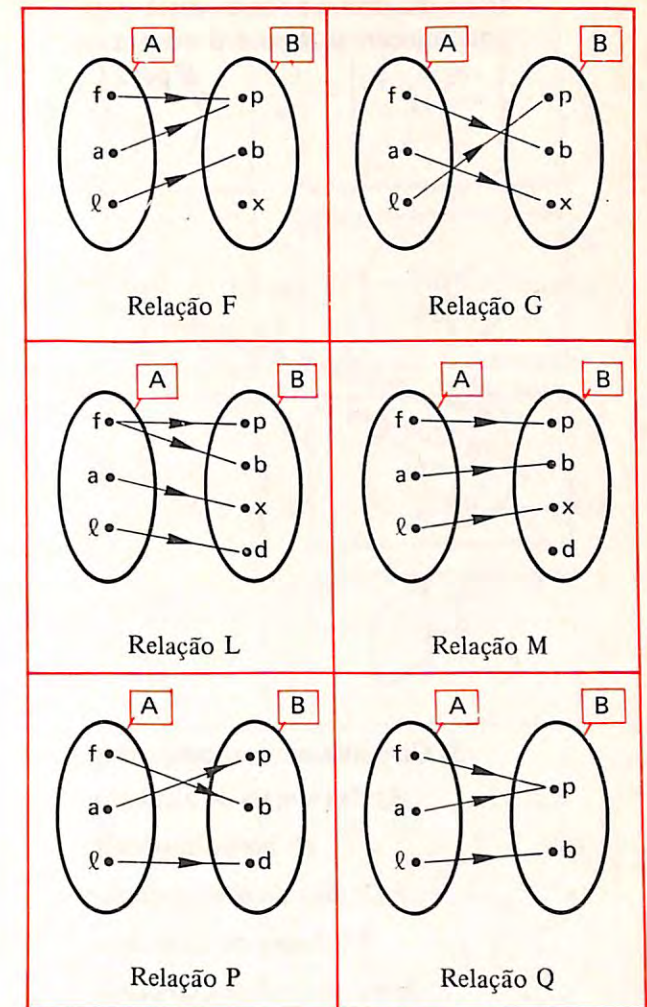 A B A B
f p f p
a b a b
ℓ x ℓ x
Relação F Relação G
A B A B
f p f p
b
a a b
x x
ℓ ℓ
d d
Relação L Relação M
A B A B
f p f
p
a b a
ℓ d ℓ b
Relação P Relação Q